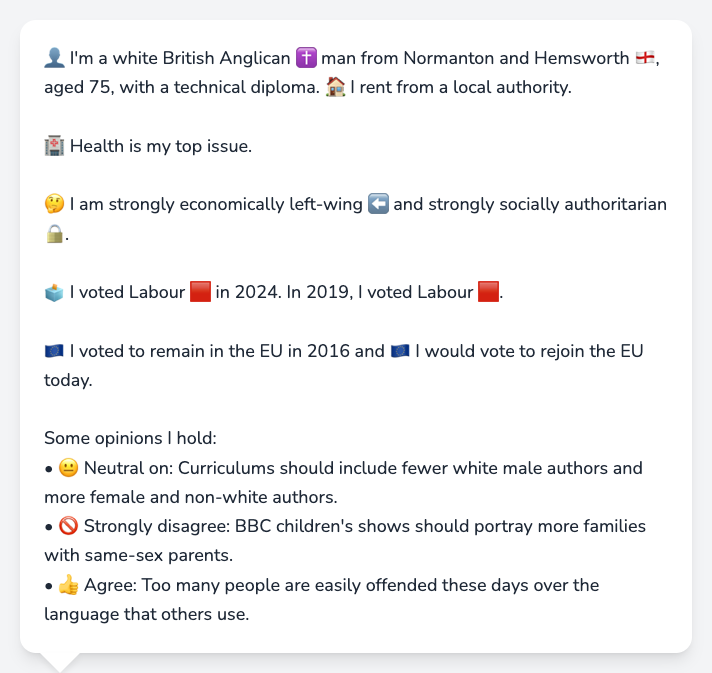 👤 I'm a white British Anglican ✝️ man from Normanton and Hemsworth 🏴󠁧󠁢󠁥󠁮󠁧󠁿,
aged 75, with a technical diploma. 🏠 I rent from a local authority.
🏥 Health is my top issue.
🤔 I am strongly economically left-wing ⬅️ and strongly socially authoritarian
🔒.
🗳️ I voted Labour 🟥 in 2024. In 2019, I voted Labour 🟥.
🇪🇺 I voted to remain in the EU in 2016 and 🇪🇺 I would vote to rejoin the EU
today.
Some opinions I hold:
• 😐 Neutral on: Curriculums should include fewer white male authors and
more female and non-white authors.
• 🚫 Strongly disagree: BBC children's shows should portray more families
with same-sex parents.
• 👍 Agree: Too many people are easily offended these days over the
language that others use.